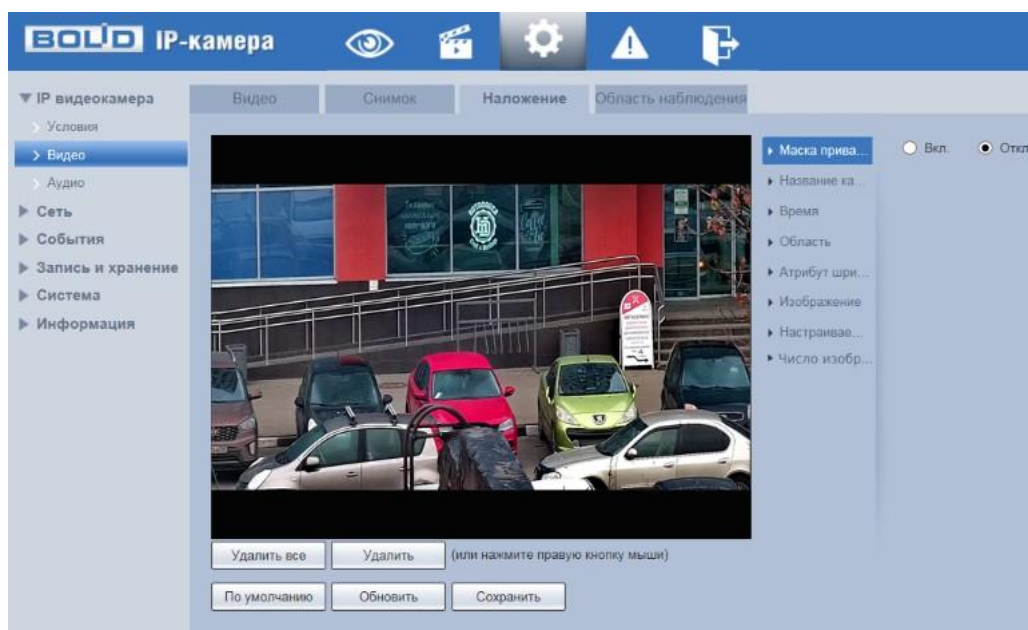 BOLID IP-камера
IP видеокамера
Условия
Видео
Аудио
Сеть
События
Запись и хранение
Система
Информация
Видео
Снимок
Наложение
Область наблюдения
Маска прива...
Название ка...
Время
Область
Атрибут шри...
Изображение
Настраивае...
Число изобр...
Вкл.
Откл
Удалить все
Удалить
(или нажмите правую кнопку мыши)
По умолчанию
Обновить
Сохранить